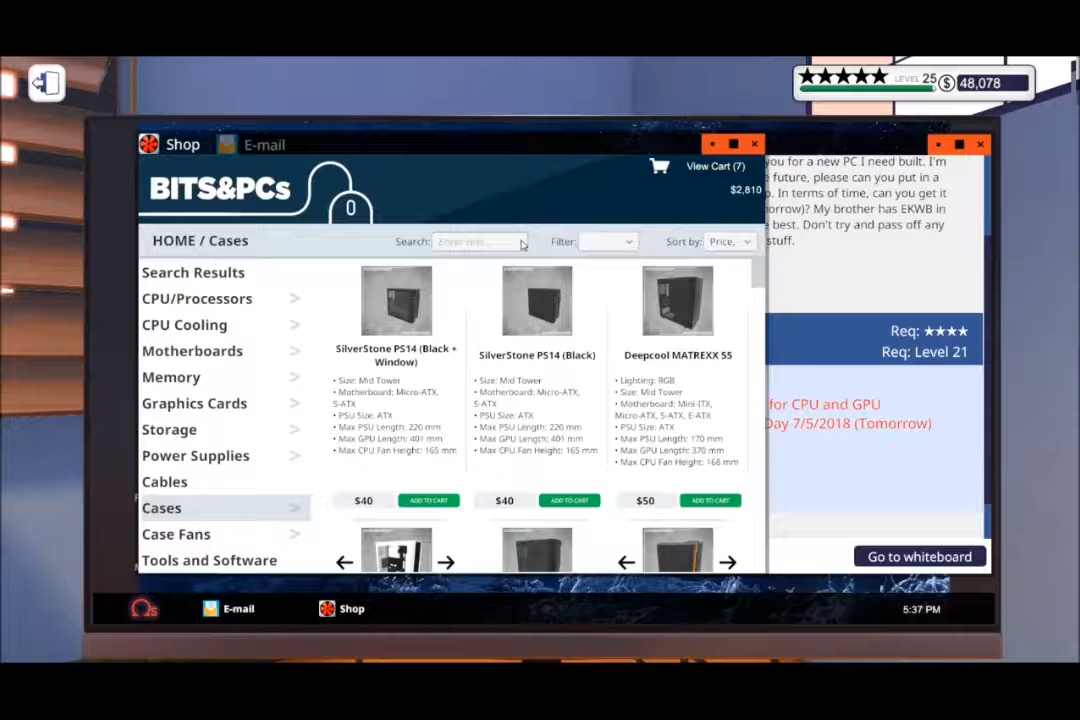 LEVEL 25 $ 48,078
Shop
E-mail
BITS&PCs
View Cart (7)
$2,810
HOME / Cases
Search:
Filter:
Sort by: Price,
Search Results
CPU/Processors >
CPU Cooling >
Motherboards >
Memory >
Graphics Cards >
Storage >
Power Supplies >
Cables
Cases >
Case Fans >
Tools and Software
SilverStone PS14 (Black +
Window)
• Size: Mid Tower
• Motherboard: Micro-ATX,
S-ATX
• PSU Size: ATX
• Max PSU Length: 220 mm
• Max GPU Length: 401 mm
• Max CPU Fan Height: 165 mm
$40 ADD TO CART
SilverStone PS14 (Black)
• Size: Mid Tower
• Motherboard: Micro-ATX,
S-ATX
• PSU Size: ATX
• Max PSU Length: 220 mm
• Max GPU Length: 401 mm
• Max CPU Fan Height: 165 mm
$40 ADD TO CART
Deepcool MATREXX 55
• Lighting: RGB
• Size: Mid Tower
• Motherboard: Mini-ITX,
Micro-ATX, S-ATX, E-ATX
• PSU Size: ATX
• Max PSU Length: 170 mm
• Max GPU Length: 370 mm
• Max CPU Fan Height: 168 mm
$50 ADD TO CART
you for a new PC I need built. I'm
future, please can you put in a
In terms of time, can you get it
My brother has EKWB in
best. Don't try and pass off any
stuff.
Req: ★★★★
Req: Level 21
for CPU and GPU
Day 7/5/2018 (Tomorrow)
Go to whiteboard
E-mail
Shop
5:37 PM